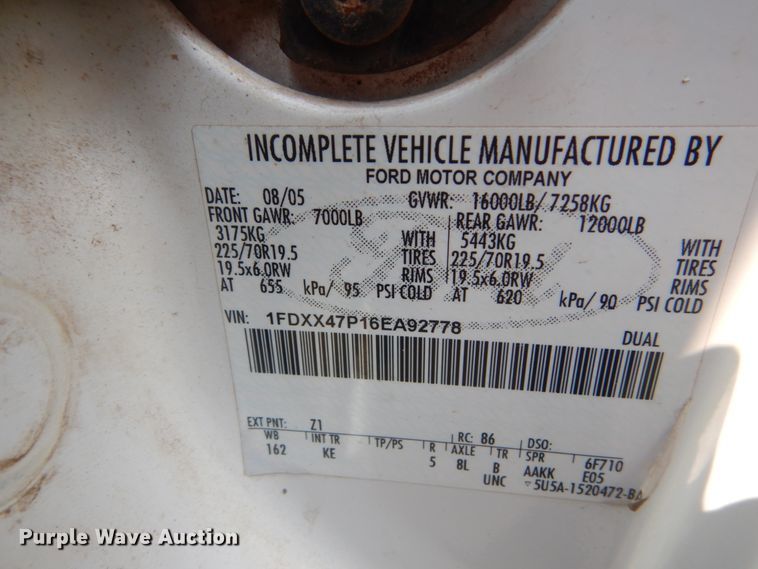 INCOMPLETE VEHICLE MANUFACTURED BY
FORD MOTOR COMPANY
DATE: 08/05 GVWR: 16000LB/ 7258KG
FRONT GAWR: 7000LB REAR GAWR: 12000LB
3175KG WITH 5443KG WITH
225/70R19.5 TIRES 225/70R19.5 TIRES
19.5x6.0RW RIMS 19.5x6.0RW RIMS
AT 655 kPa/ 95 PSI COLD AT 620 kPa/ 90 PSI COLD
VIN: 1FDXX47P16EA92778 DUAL
EXT PNT: Z1 RC: 86 DSO:
WB INT TR TP/PS R AXLE TR SPR 6F710
162 KE 5 8L B AAKK E05
UNC 5U5A-1520472-BA
Purple Wave Auction